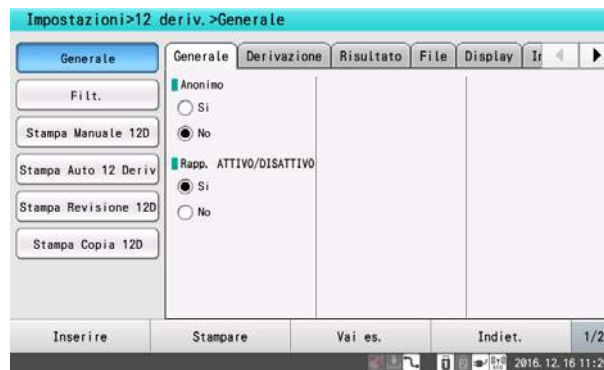 Impostazioni>12 deriv.>Generale
Generale
Filt.
Stampa Manuale 12D
Stampa Auto 12 Deriv
Stampa Revisione 12D
Stampa Copia 12D
Generale Derivazione Risultato File Display
Anonimo
Si
No
Rapp. ATTIVO/DISATTIVO
Si
No
Inserire Stampare Vai es. Indiet. 1/2
2016.12.16 11:2